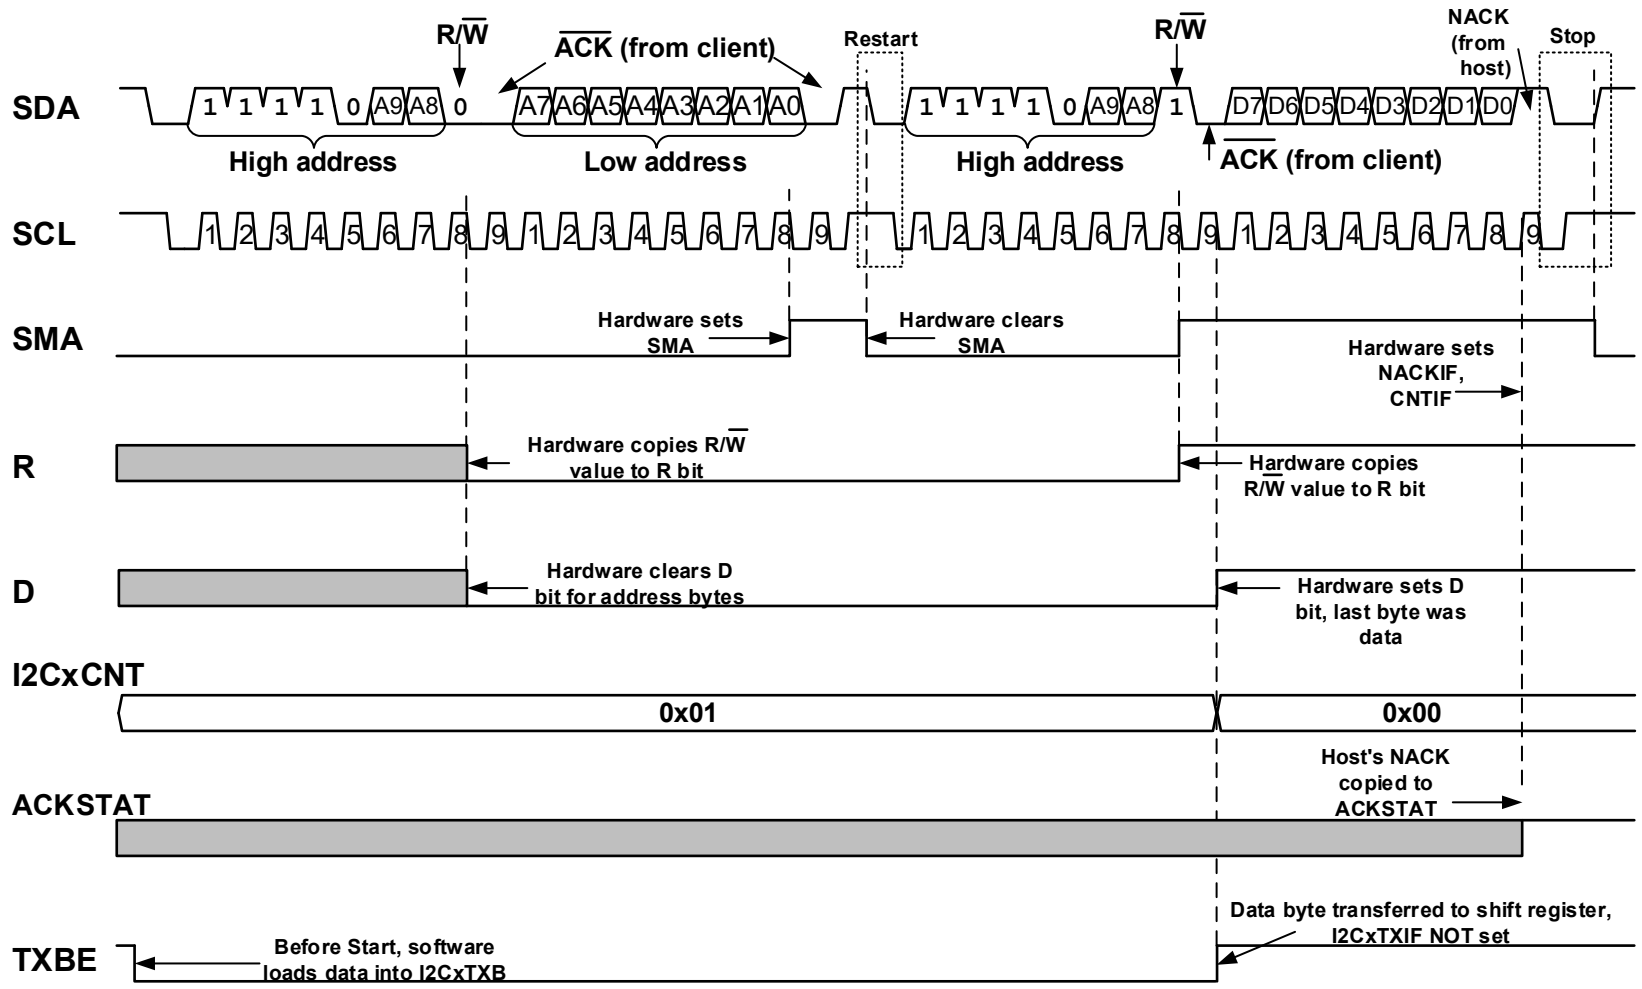 R/W
ACK (from client)
Restart
R/W
NACK
(from
host)
Stop
SDA
1 1 1 1 0 A9 A8 0
A7 A6 A5 A4 A3 A2 A1 A0
1 1 1 1 0 A9 A8 1
D7 D6 D5 D4 D3 D2 D1 D0
High address
Low address
High address
ACK (from client)
SCL
1 2 3 4 5 6 7 8 9 1 2 3 4 5 6 7 8 9
1 2 3 4 5 6 7 8 9 1 2 3 4 5 6 7 8 9
SMA
Hardware sets
SMA
Hardware clears
SMA
Hardware sets
NACKIF,
CNTIF
R
Hardware copies R/W
value to R bit
Hardware copies
R/W value to R bit
D
Hardware clears D
bit for address bytes
Hardware sets D
bit, last byte was
data
I2CxCNT
0x01
0x00
ACKSTAT
Host's NACK
copied to
ACKSTAT
TXBE
Before Start, software
loads data into I2CxTXB
Data byte transferred to shift register,
I2CxTXIF NOT set